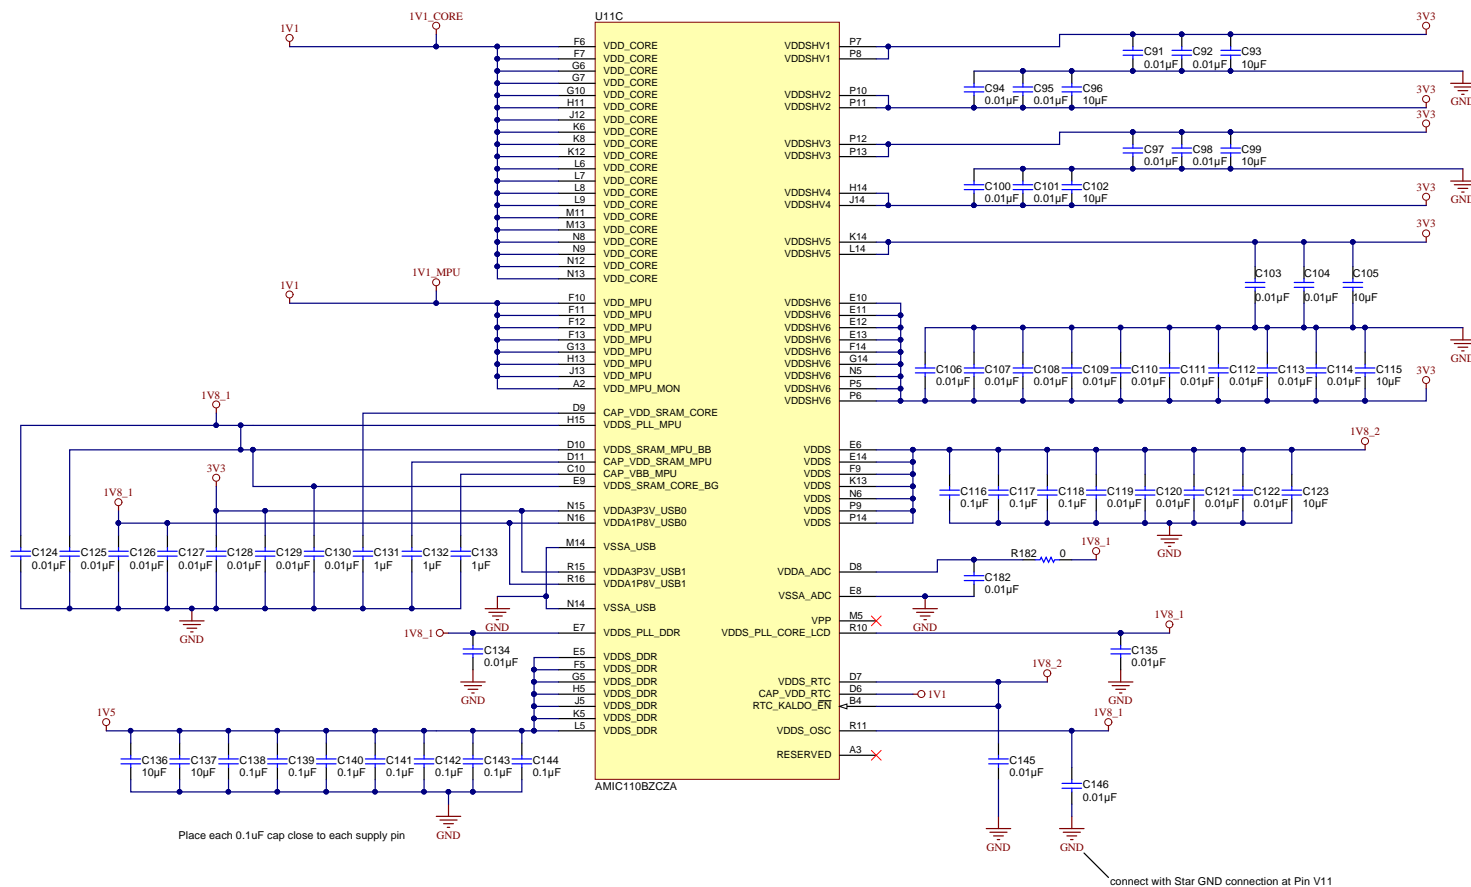 U11C
1V1
1V1_CORE
F6 VDD_CORE
F7 VDD_CORE
G6 VDD_CORE
G7 VDD_CORE
G10 VDD_CORE
H11 VDD_CORE
J12 VDD_CORE
K6 VDD_CORE
K8 VDD_CORE
K12 VDD_CORE
L6 VDD_CORE
L7 VDD_CORE
L8 VDD_CORE
L9 VDD_CORE
M11 VDD_CORE
M13 VDD_CORE
N8 VDD_CORE
N9 VDD_CORE
N12 VDD_CORE
N13 VDD_CORE
1V1
1V1_MPU
F10 VDD_MPU
F11 VDD_MPU
F12 VDD_MPU
F13 VDD_MPU
G13 VDD_MPU
H13 VDD_MPU
J13 VDD_MPU
A2 VDD_MPU_MON
1V8_1
D9 CAP_VDD_SRAM_CORE
H15 VDDS_PLL_MPU
D10 VDDS_SRAM_MPU_BB
D11 CAP_VDD_SRAM_MPU
C10 CAP_VBB_MPU
E9 VDDS_SRAM_CORE_BG
3V3
1V8_1
N15 VDDA3P3V_USB0
N16 VDDA1P8V_USB0
M14 VSSA_USB
R15 VDDA3P3V_USB1
R16 VDDA1P8V_USB1
N14 VSSA_USB
C124 0.01µF
C125 0.01µF
C126 0.01µF
C127 0.01µF
C128 0.01µF
C129 0.01µF
C130 0.01µF
C131 1µF
C132 1µF
C133 1µF
GND
GND
1V8_1
E7 VDDS_PLL_DDR
C134 0.01µF
GND
E5 VDDS_DDR
F5 VDDS_DDR
G5 VDDS_DDR
H5 VDDS_DDR
J5 VDDS_DDR
K5 VDDS_DDR
L5 VDDS_DDR
1V5
C136 10µF
C137 10µF
C138 0.1µF
C139 0.1µF
C140 0.1µF
C141 0.1µF
C142 0.1µF
C143 0.1µF
C144 0.1µF
GND
Place each 0.1uF cap close to each supply pin
AMIC110BZCZA
VDDSHV1 P7
VDDSHV1 P8
3V3
C91 0.01µF
C92 0.01µF
C93 10µF
GND
VDDSHV2 P10
VDDSHV2 P11
C94 0.01µF
C95 0.01µF
C96 10µF
3V3
3V3
VDDSHV3 P12
VDDSHV3 P13
C97 0.01µF
C98 0.01µF
C99 10µF
GND
VDDSHV4 H14
VDDSHV4 J14
C100 0.01µF
C101 0.01µF
C102 10µF
3V3
VDDSHV5 K14
VDDSHV5 L14
3V3
C103 0.01µF
C104 0.01µF
C105 10µF
GND
VDDSHV6 E10
VDDSHV6 E11
VDDSHV6 E12
VDDSHV6 E13
VDDSHV6 F14
VDDSHV6 G14
VDDSHV6 N5
VDDSHV6 P5
VDDSHV6 P6
C106 0.01µF
C107 0.01µF
C108 0.01µF
C109 0.01µF
C110 0.01µF
C111 0.01µF
C112 0.01µF
C113 0.01µF
C114 0.01µF
C115 10µF
3V3
VDDS E6
VDDS E14
VDDS F9
VDDS K13
VDDS N6
VDDS P9
VDDS P14
1V8_2
C116 0.1µF
C117 0.1µF
C118 0.1µF
C119 0.01µF
C120 0.01µF
C121 0.01µF
C122 0.01µF
C123 10µF
GND
VDDA_ADC D8
R182 0
1V8_1
C182 0.01µF
VSSA_ADC E8
GND
VPP M5
VDDS_PLL_CORE_LCD R10
1V8_1
C135 0.01µF
GND
VDDS_RTC D7
1V8_2
CAP_VDD_RTC D6
1V1
RTC_KALDO_EN B4
VDDS_OSC R11
1V8_1
RESERVED A3
C145 0.01µF
C146 0.01µF
GND
GND
connect with Star GND connection at Pin V11